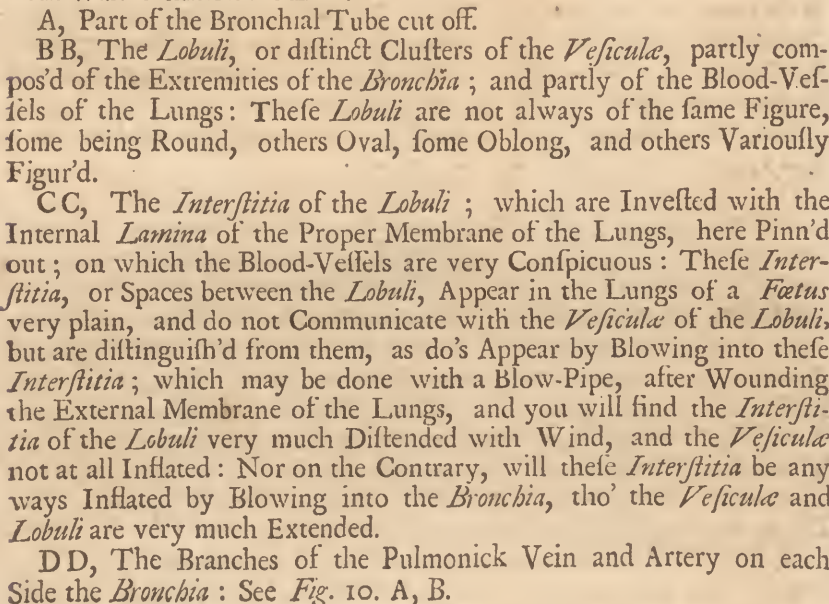 A, Part of the Bronchial Tube cut off.
B B, The Lobuli, or diſtinct Cluſters of the Veſiculæ, partly com-
pos'd of the Extremities of the Bronchia ; and partly of the Blood-Veſ-
ſels of the Lungs: Theſe Lobuli are not always of the ſame Figure,
ſome being Round, others Oval, ſome Oblong, and others Variouſly
Figur'd.
C C, The Interſtitia of the Lobuli ; which are Inveſted with the
Internal Lamina of the Proper Membrane of the Lungs, here Pinn'd
out ; on which the Blood-Veſſels are very Conſpicuous : Theſe Inter-
ſtitia, or Spaces between the Lobuli, Appear in the Lungs of a Fœtus
very plain, and do not Communicate with the Veſiculæ of the Lobuli,
but are diſtinguiſh'd from them, as do's Appear by Blowing into theſe
Interſtitia ; which may be done with a Blow-Pipe, after Wounding
the External Membrane of the Lungs, and you will find the Interſti-
tia of the Lobuli very much Diſtended with Wind, and the Veſiculæ
not at all Inflated : Nor on the Contrary, will theſe Interſtitia be any
ways Inflated by Blowing into the Bronchia, tho' the Veſiculæ and
Lobuli are very much Extended.
D D, The Branches of the Pulmonick Vein and Artery on each
Side the Bronchia : See Fig. 10. A, B.